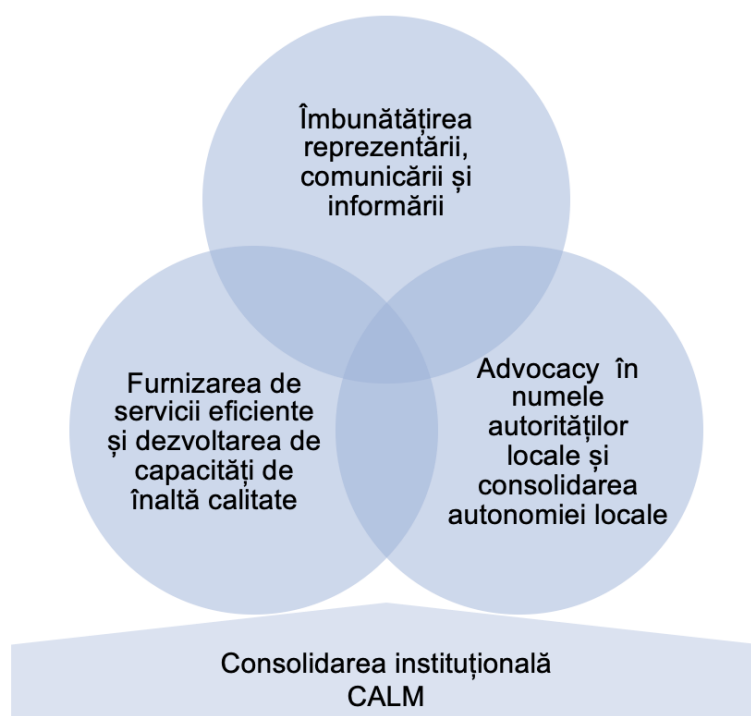 Îmbunătățirea
reprezentării,
comunicării și
informării
Furnizarea de
servicii eficiente
și dezvoltarea de
capacități de
înaltă calitate
Advocacy  în
numele
autorităților
locale și
consolidarea
autonomiei locale
Consolidarea instituțională
CALM